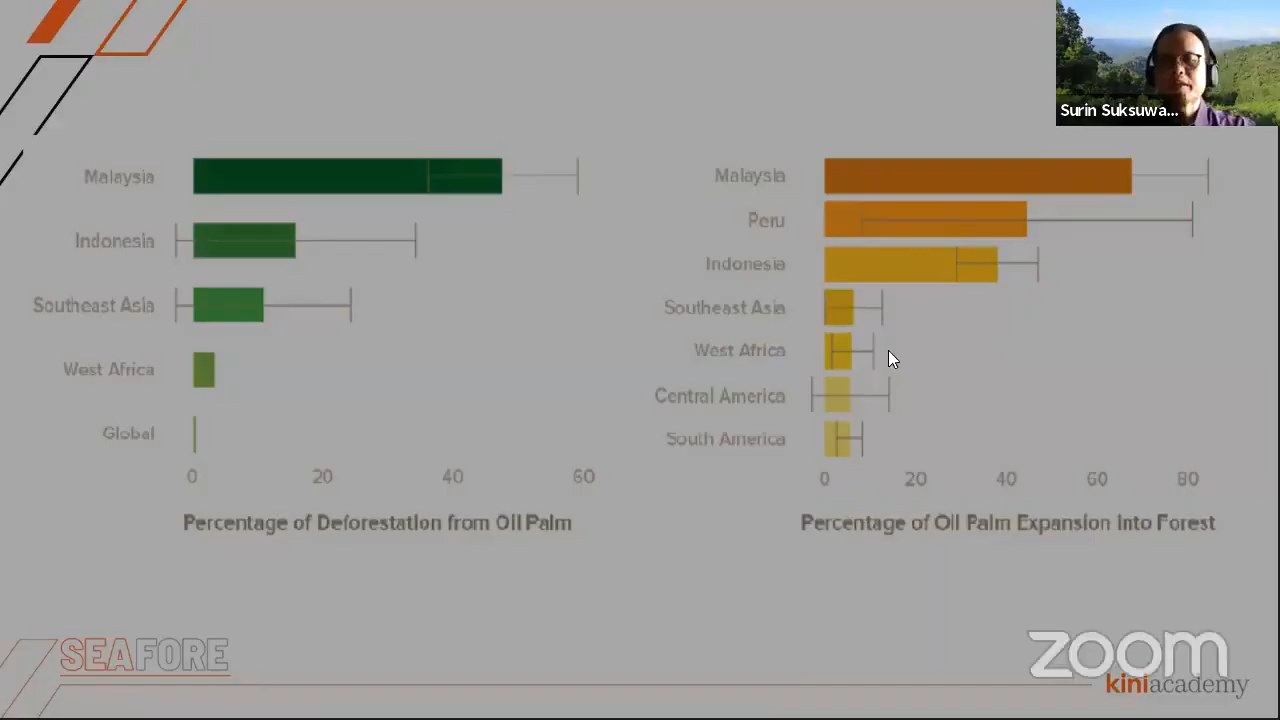 Surin Suksuwa...
Malaysia
Indonesia
Southeast Asia
West Africa
Global
0 20 40 60
Percentage of Deforestation from Oil Palm
Malaysia
Peru
Indonesia
Southeast Asia
West Africa
Central America
South America
0 20 40 60 80
Percentage of Oil Palm Expansion into Forest
SEAFORE
zoom
kiniacademy